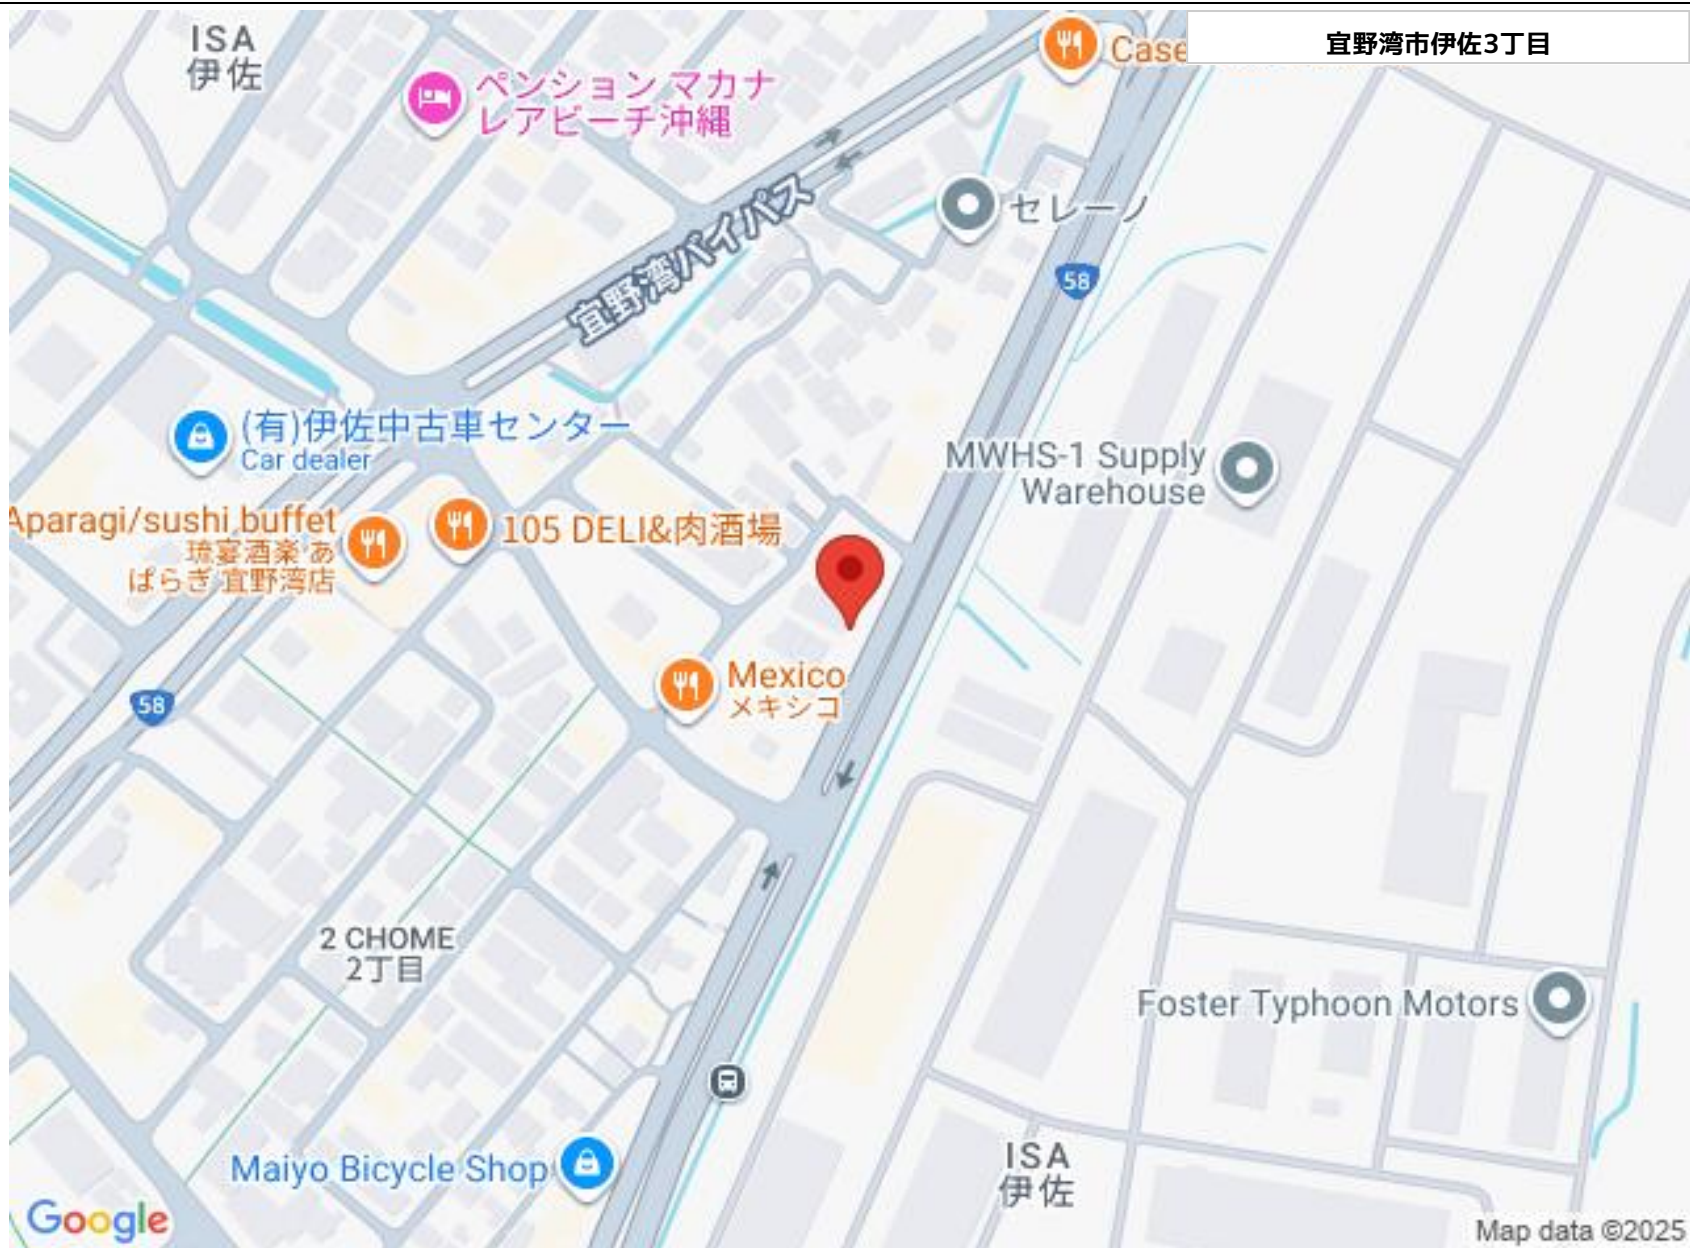 ISA
伊佐
宜野湾市伊佐3丁目
Case
ペンション マカナ
レアビーチ沖縄
宜野湾バイパス
セレーノ
58
(有)伊佐中古車センター
Car dealer
MWHS-1 Supply
Warehouse
Aparagi/sushi buffet
琉宴酒楽 あ
ぱらぎ 宜野湾店
105 DELI&肉酒場
Mexico
メキシコ
58
2 CHOME
2丁目
Foster Typhoon Motors
Maiyo Bicycle Shop
ISA
伊佐
Google
Map data ©2025